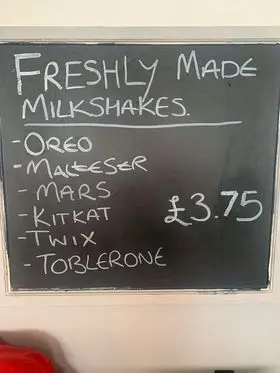 FRESHLY MADE
MILKSHAKES.
- OREO
- MALTESER
- MARS
- KITKAT
£3.75
- TWIX
- TOBLERONE